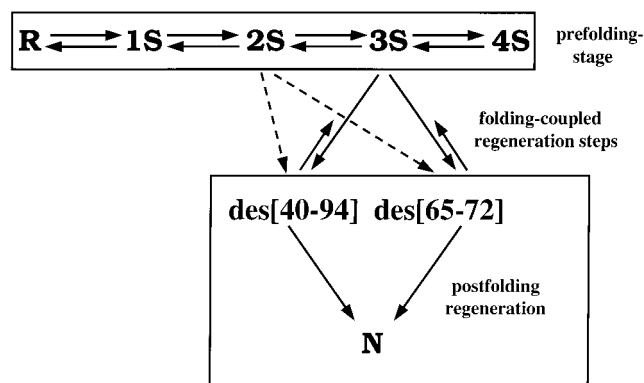 R 1S 2S 3S 4S
prefolding-
stage
folding-coupled
regeneration steps
des[40-94] des[65-72]
postfolding
regeneration
N